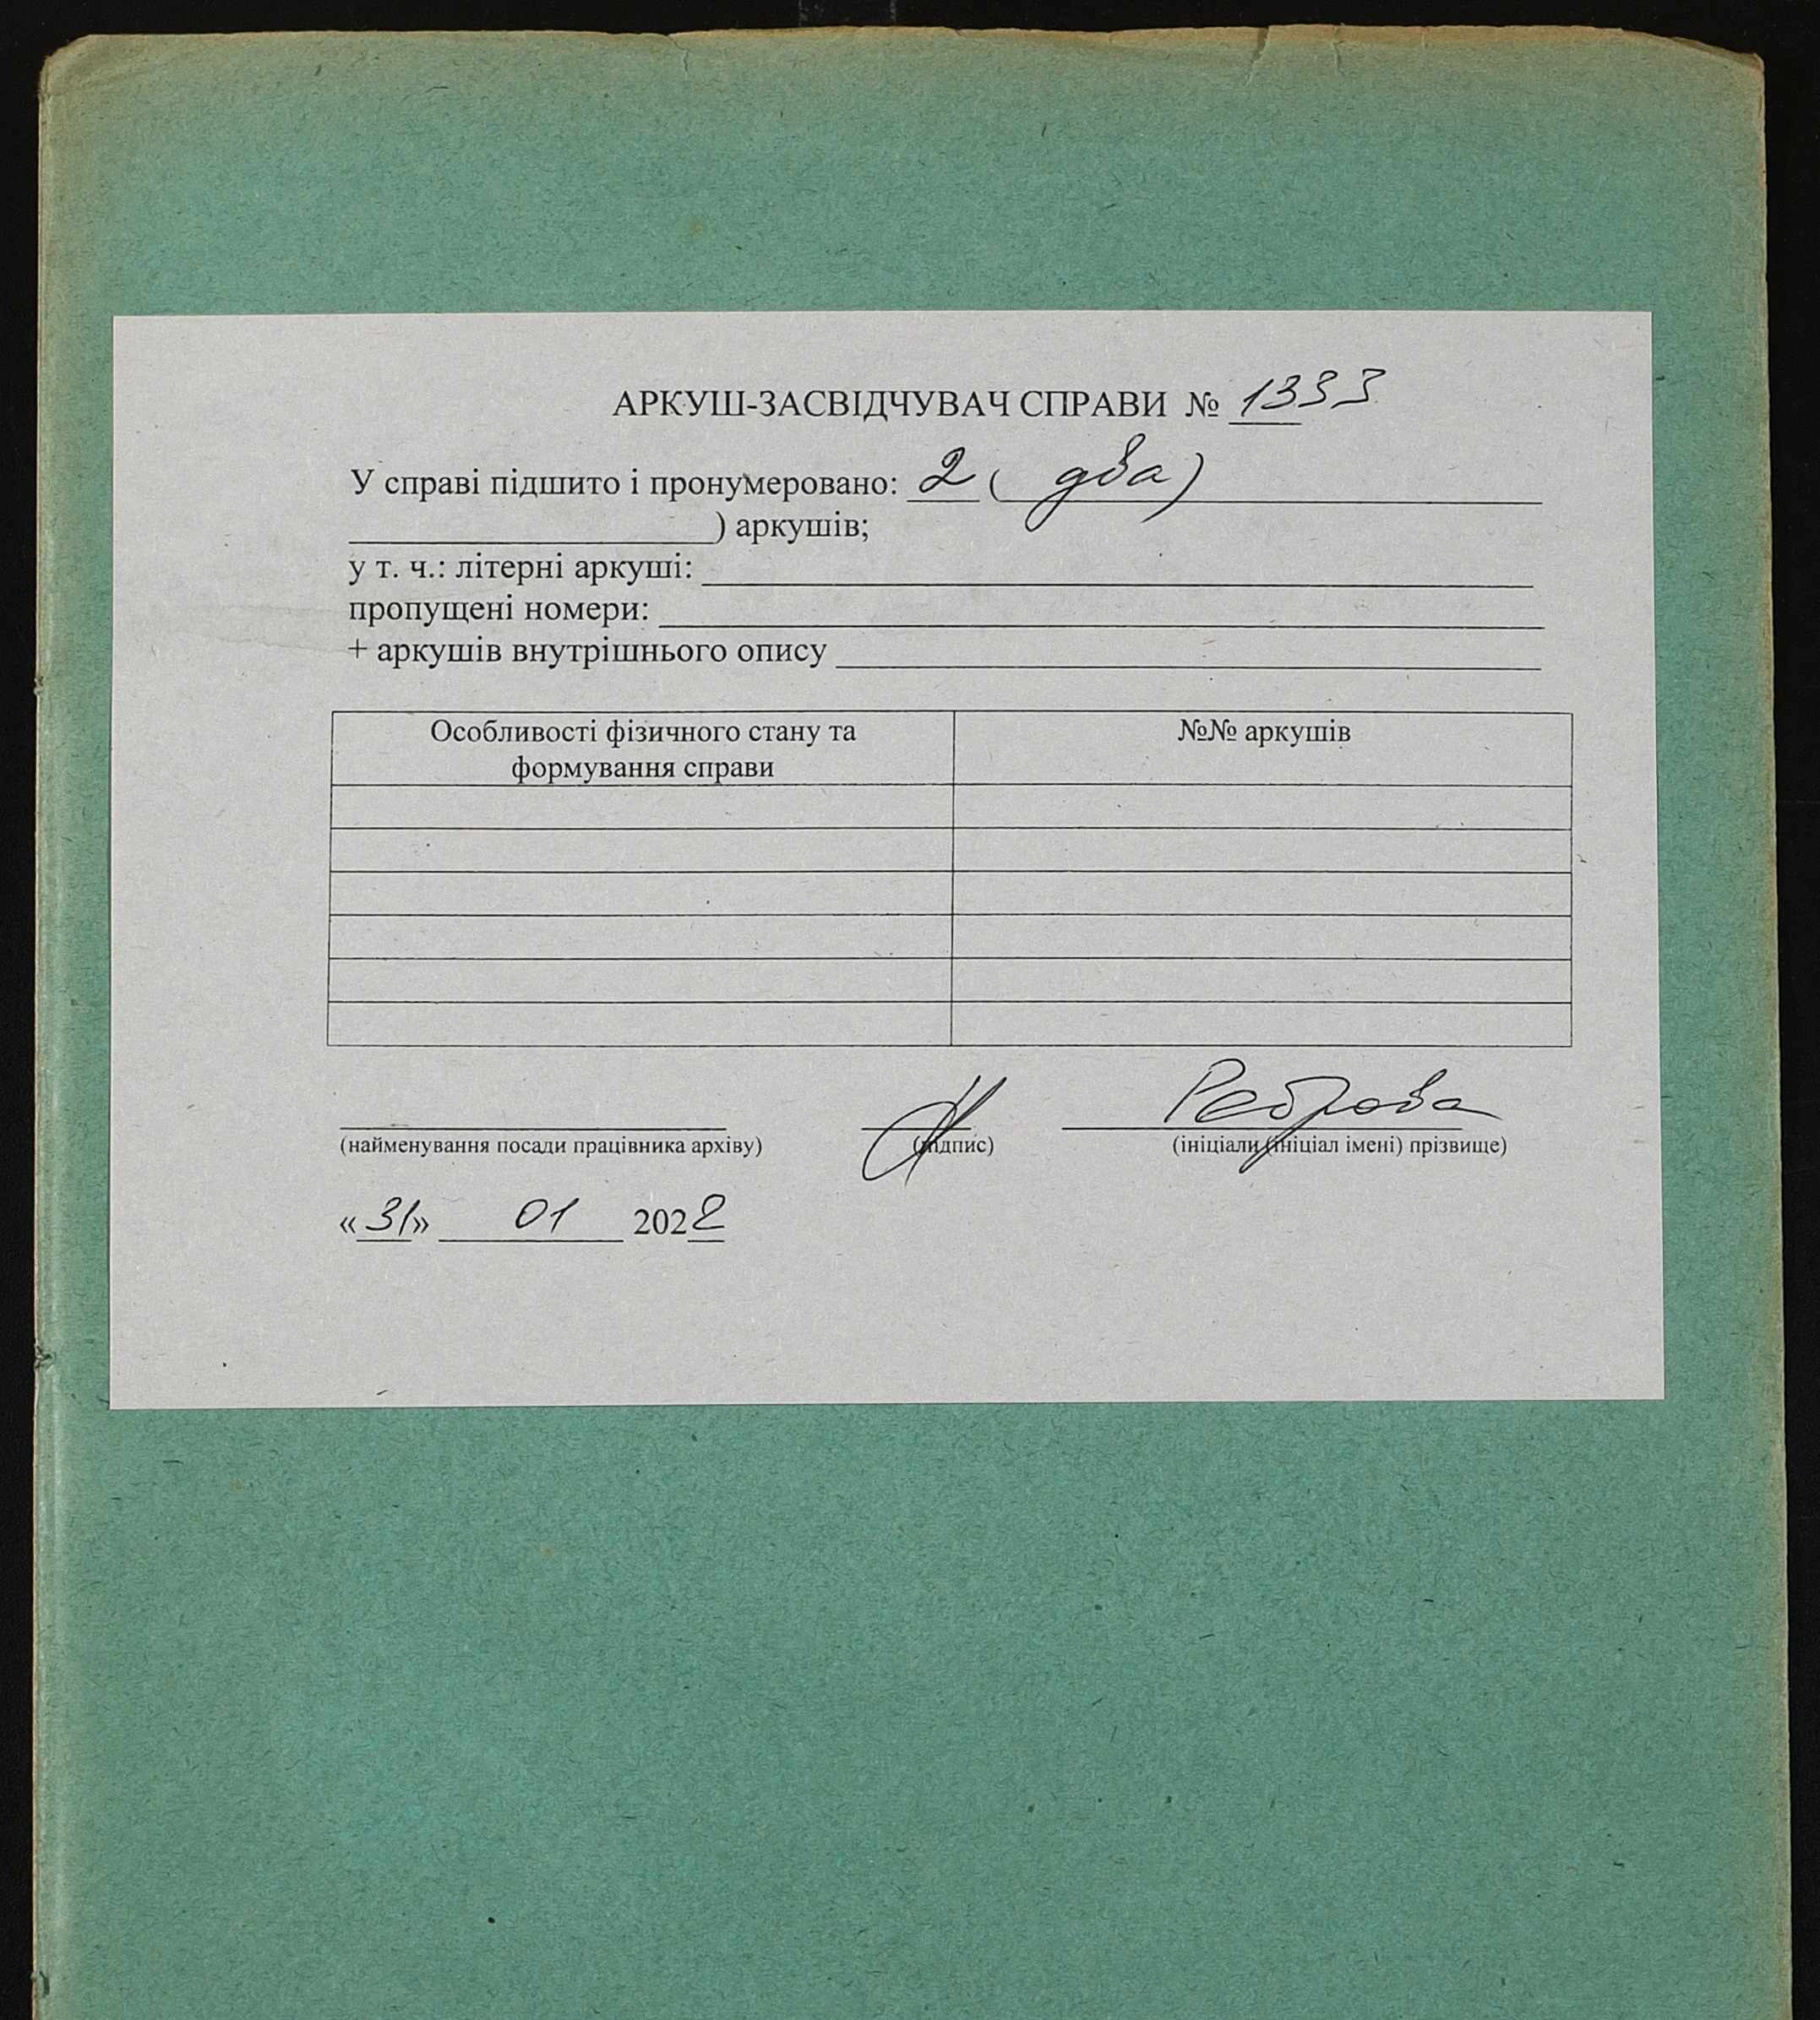 АРКУШ-ЗАСВІДЧУВАЧ СПРАВИ № 1333
У справі підшито і пронумеровано: 2 ( два)
) аркушів;
у т. ч.: літерні аркуші:
пропущені номери:
+ аркушів внутрішнього опису
Особливості фізичного стану та
формування справи
№№ аркушів
Реброва
(найменування посади працівника архіву) (підпис) (ініціали (ініціал імені) прізвище)
«31» 01 2022